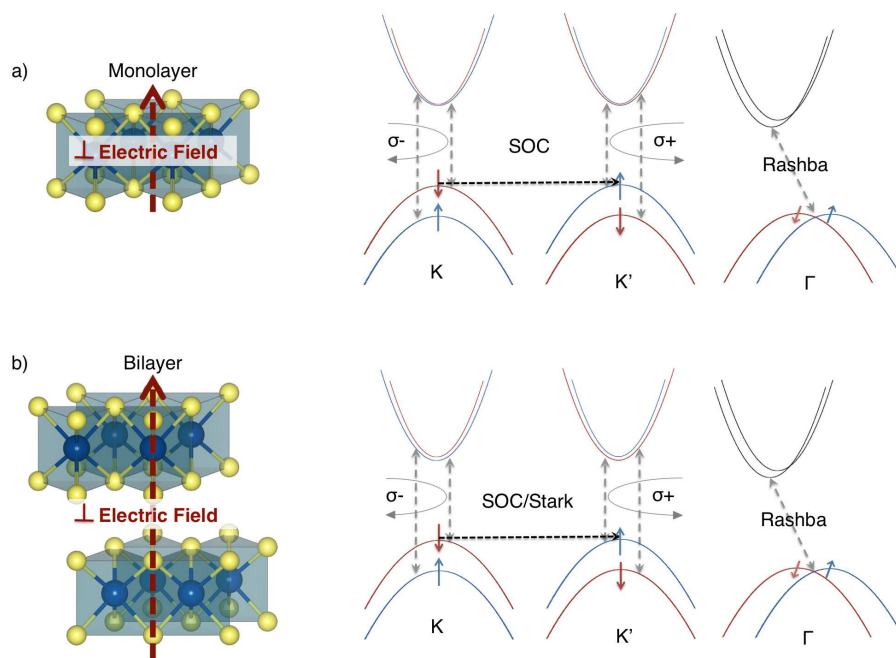 a)
Monolayer
⊥ Electric Field
σ-
SOC
σ+
Rashba
K
K’
Γ
b)
Bilayer
⊥ Electric Field
σ-
SOC/Stark
σ+
Rashba
K
K’
Γ